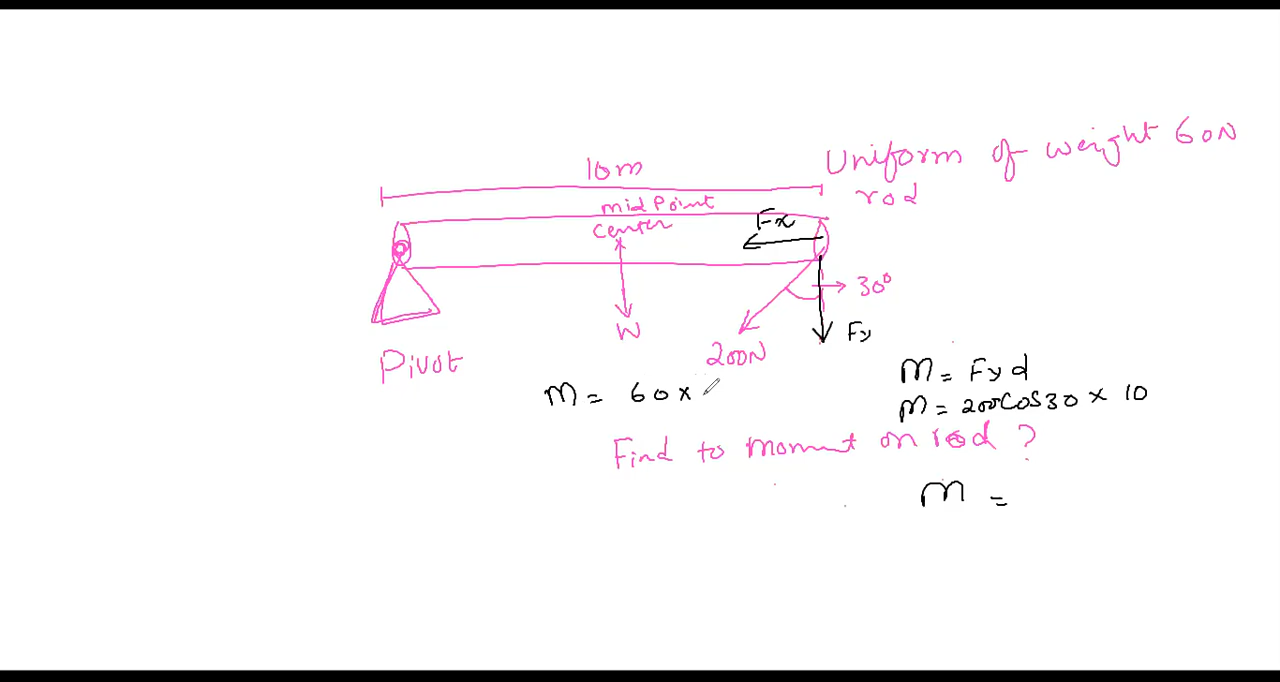 Uniform of weight 60N
rod
10m
mid Point
center
Fx
30°
W
200N
Fy
Pivot
M = Fy d
M = 200Cos30 × 10
M = 60 ×
Find to moment on rod ?
M =